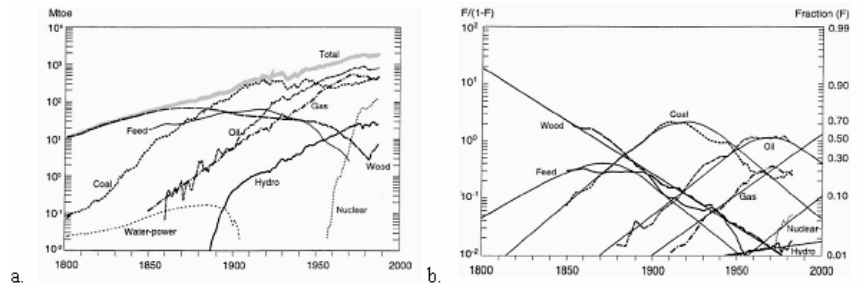 Mtoe
10⁴
10³
10²
10¹
10⁰
10⁻¹
10⁻²
1800
1850
1900
1950
2000
Total
Feed
Oil
Gas
Wood
Coal
Hydro
Nuclear
Water-power
a.
F/(1-F)
Fraction (F)
10²
10¹
10⁰
10⁻¹
10⁻²
0.99
0.90
0.70
0.50
0.30
0.10
0.01
1800
1850
1900
1950
2000
Wood
Coal
Oil
Feed
Gas
Nuclear
Hydro
b.